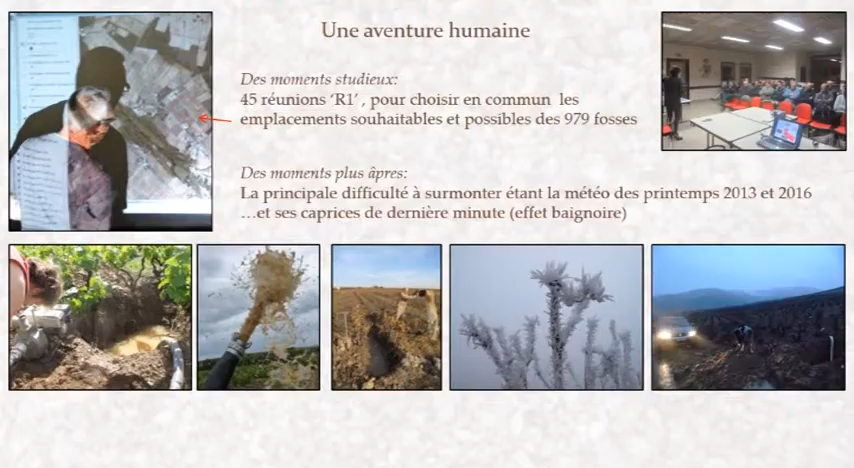 Une aventure humaine
Des moments studieux:
45 réunions ‘R1’ , pour choisir en commun les
emplacements souhaitables et possibles des 979 fosses
Des moments plus âpres:
La principale difficulté à surmonter étant la météo des printemps 2013 et 2016
…et ses caprices de dernière minute (effet baignoire)